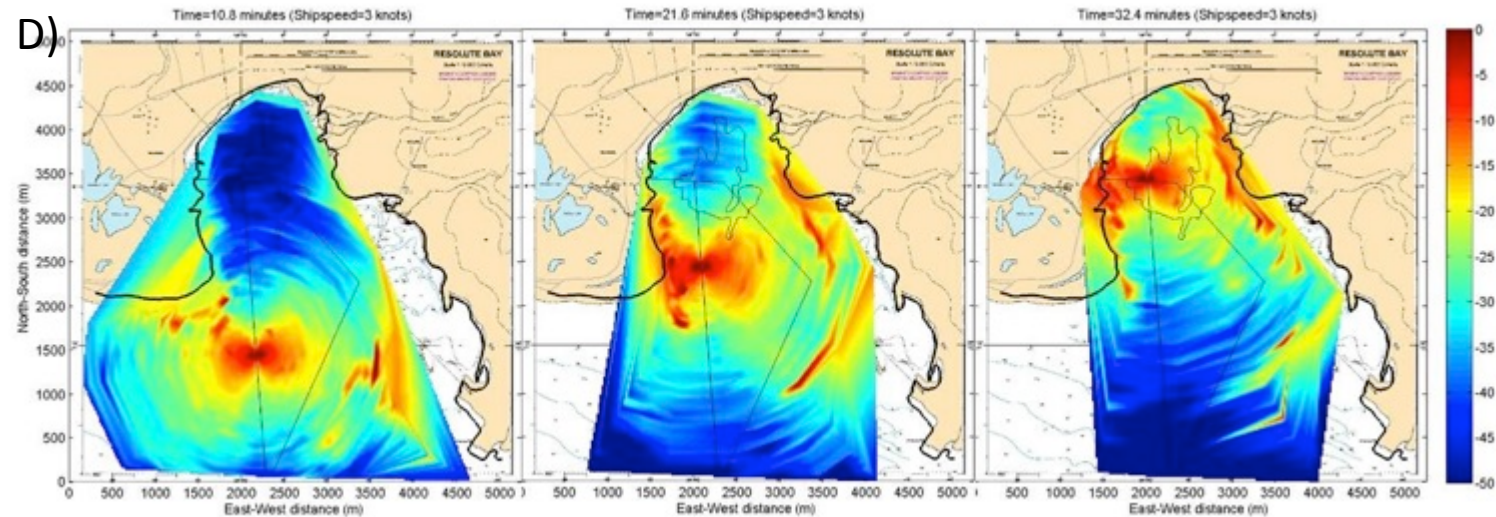 D)
Time=10.8 minutes (Shipspeed=3 knots)
Time=21.6 minutes (Shipspeed=3 knots)
Time=32.4 minutes (Shipspeed=3 knots)
RESOLUTE BAY
RESOLUTE BAY
RESOLUTE BAY
North-South distance (m)
5000
4500
4000
3500
3000
2500
2000
1500
1000
500
0
0 500 1000 1500 2000 2500 3000 3500 4000 4500 5000
500 1000 1500 2000 2500 3000 3500 4000 4500 5000
500 1000 1500 2000 2500 3000 3500 4000 4500 5000
East-West distance (m)
East-West distance (m)
East-West distance (m)
0
-5
-10
-15
-20
-25
-30
-35
-40
-45
-50